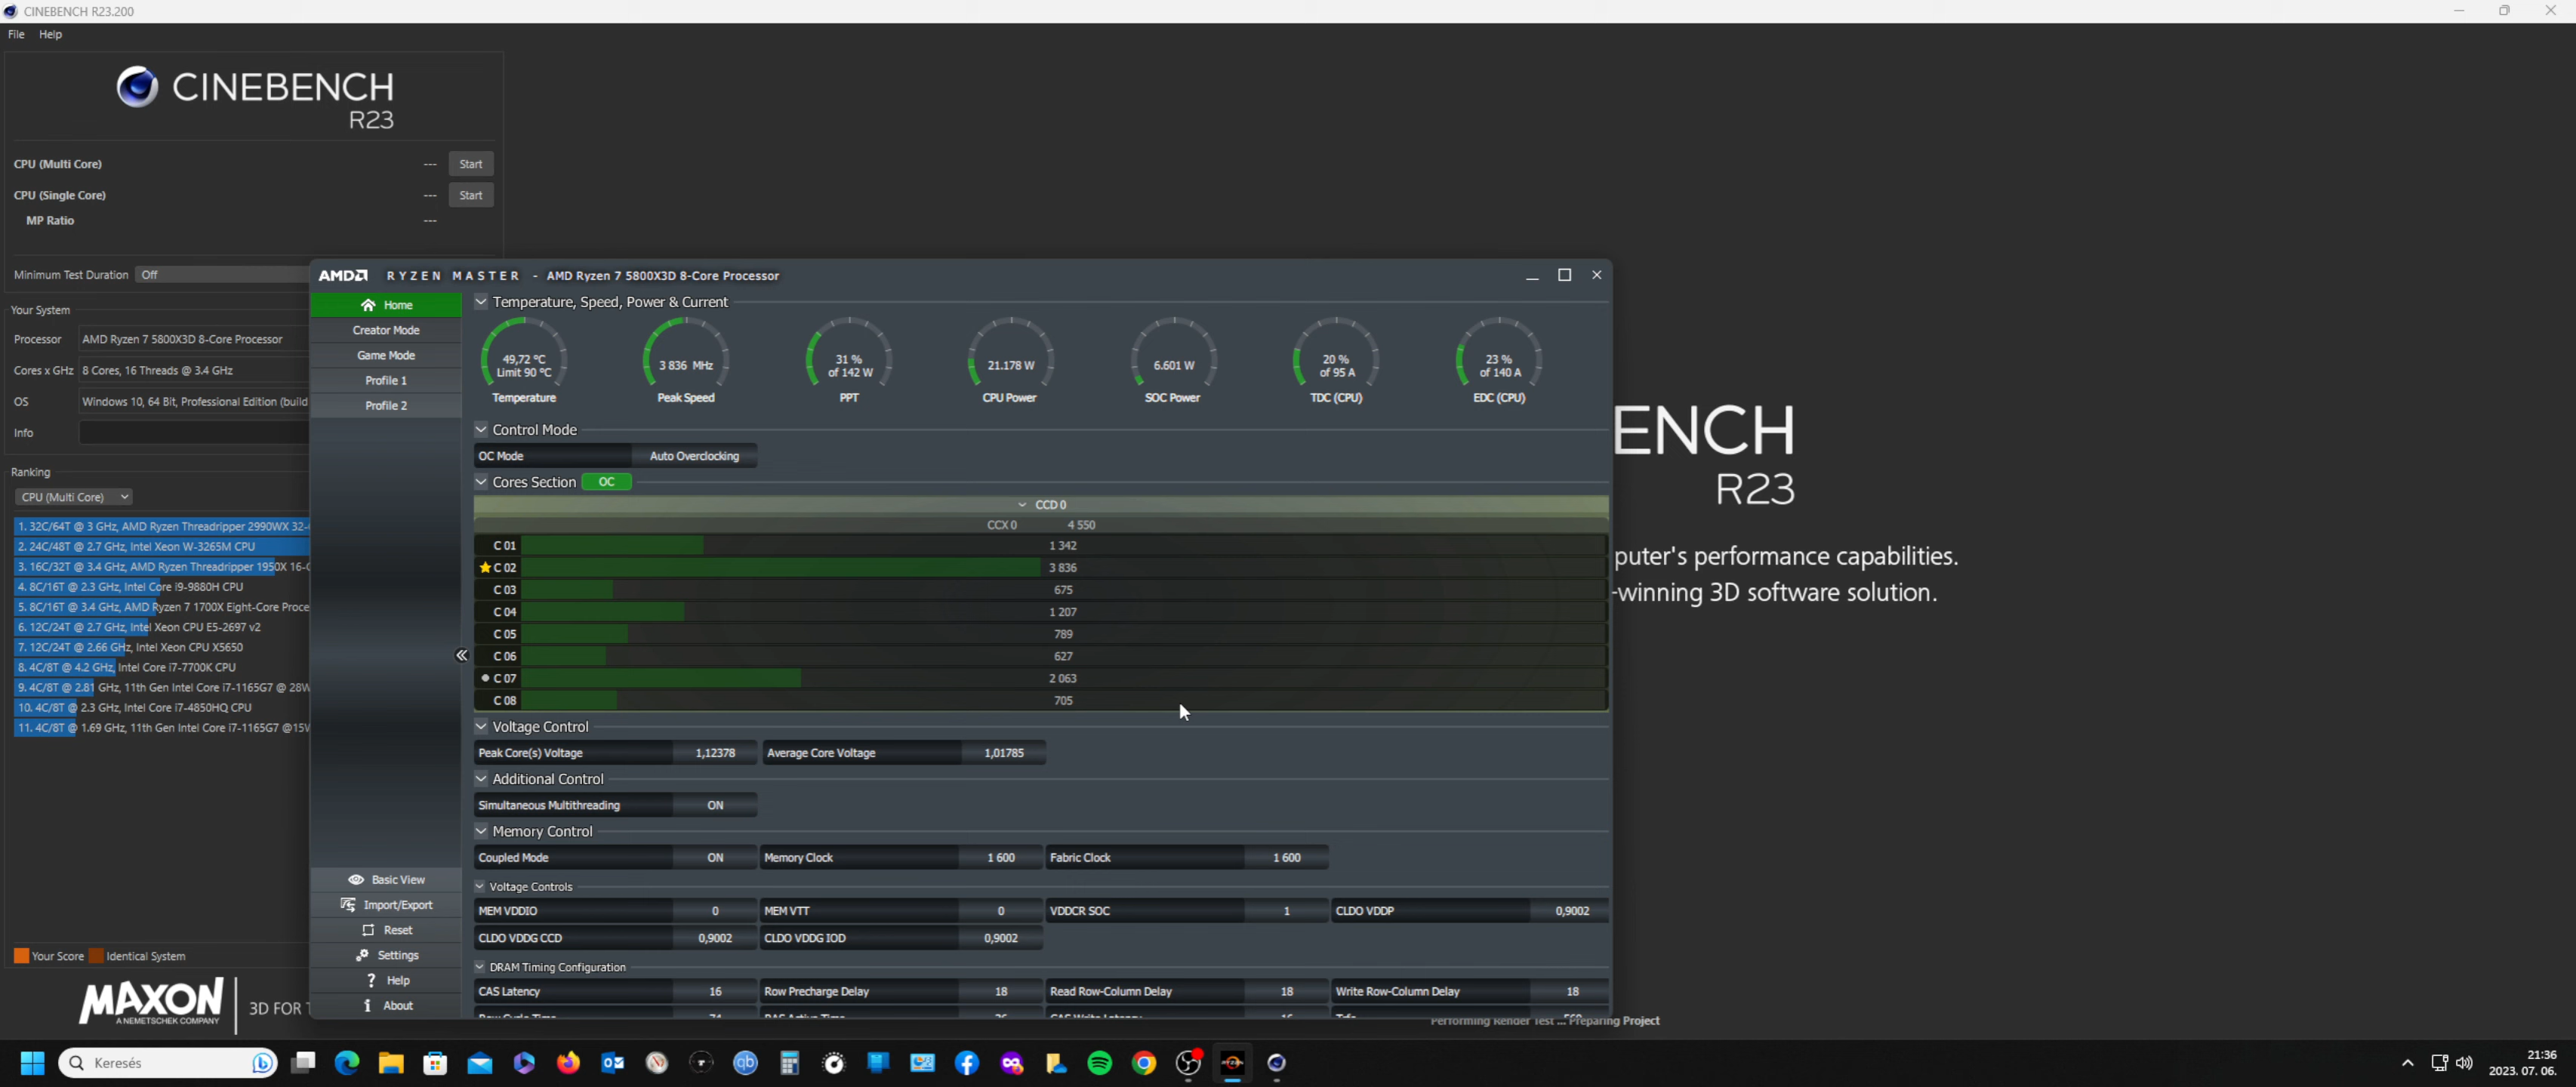 CINEBENCH R23.200
File Help
CINEBENCH
R23
CPU (Multi Core) --- Start
CPU (Single Core) --- Start
MP Ratio ---
Minimum Test Duration Off
Your System
Processor AMD Ryzen 7 5800X3D 8-Core Processor
Cores x GHz 8 Cores, 16 Threads @ 3.4 GHz
OS Windows 10, 64 Bit, Professional Edition (build
Info
Ranking
CPU (Multi Core)
1. 32C/64T @ 3 GHz, AMD Ryzen Threadripper 2990WX 32-
2. 24C/48T @ 2.7 GHz, Intel Xeon W-3265M CPU
3. 16C/32T @ 3.4 GHz, AMD Ryzen Threadripper 1950X 16-
4. 8C/16T @ 2.3 GHz, Intel Core i9-9880H CPU
5. 8C/16T @ 3.4 GHz, AMD Ryzen 7 1700X Eight-Core Proce
6. 12C/24T @ 2.7 GHz, Intel Xeon CPU E5-2697 v2
7. 12C/24T @ 2.66 GHz, Intel Xeon CPU X5650
8. 4C/8T @ 4.2 GHz, Intel Core i7-7700K CPU
9. 4C/8T @ 2.81 GHz, 11th Gen Intel Core i7-1165G7 @ 28W
10. 4C/8T @ 2.3 GHz, Intel Core i7-4850HQ CPU
11. 4C/8T @ 1.69 GHz, 11th Gen Intel Core i7-1165G7 @15W
Your Score Identical System
MAXON
A NEMETSCHEK COMPANY
3D FOR T
AMD RYZEN MASTER - AMD Ryzen 7 5800X3D 8-Core Processor
Home
Creator Mode
Game Mode
Profile 1
Profile 2
Basic View
Import/Export
Reset
Settings
Help
About
Temperature, Speed, Power & Current
49,72 °C
Limit 90 °C
Temperature
3 836 MHz
Peak Speed
31 %
of 142 W
PPT
21.178 W
CPU Power
6.601 W
SOC Power
20 %
of 95 A
TDC (CPU)
23 %
of 140 A
EDC (CPU)
Control Mode
OC Mode Auto Overclocking
Cores Section OC
CCD 0
CCX 0 4 550
C 01 1 342
C 02 3 836
C 03 675
C 04 1 207
C 05 789
C 06 627
C 07 2 063
C 08 705
Voltage Control
Peak Core(s) Voltage 1,12378 Average Core Voltage 1,01785
Additional Control
Simultaneous Multithreading ON
Memory Control
Coupled Mode ON Memory Clock 1 600 Fabric Clock 1 600
Voltage Controls
MEM VDDIO 0 MEM VTT 0 VDDCR SOC 1 CLDO VDDP 0,9002
CLDO VDDG CCD 0,9002 CLDO VDDG IOD 0,9002
DRAM Timing Configuration
CAS Latency 16 Row Precharge Delay 18 Read Row-Column Delay 18 Write Row-Column Delay 18
ENCH
R23
puter's performance capabilities.
-winning 3D software solution.
Performing Render Test ... Preparing Project
Keresés
21:36
2023. 07. 06.